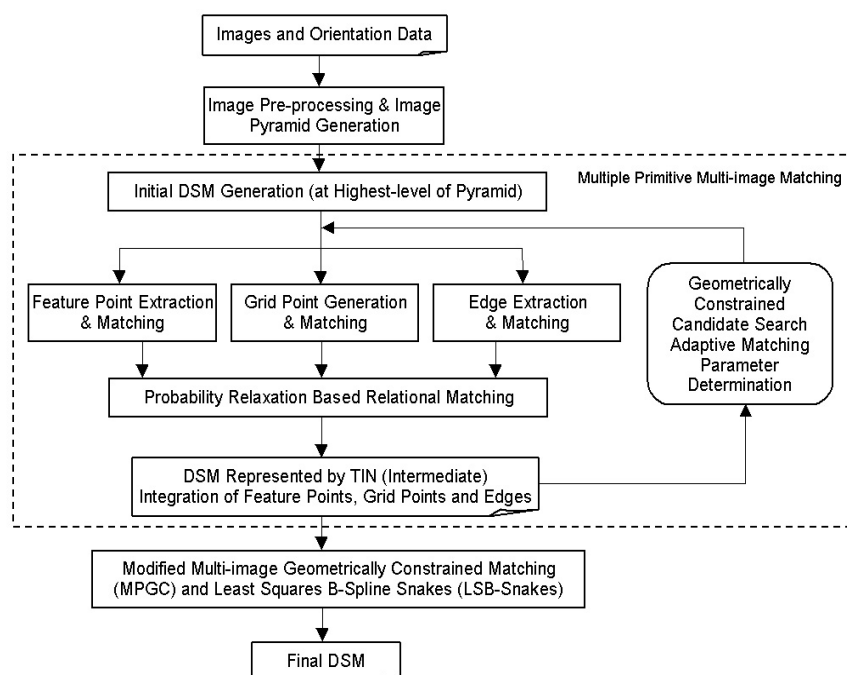 Images and Orientation Data
Image Pre-processing & Image
Pyramid Generation
Initial DSM Generation (at Highest-level of Pyramid)
Multiple Primitive Multi-image Matching
Feature Point Extraction
& Matching
Grid Point Generation
& Matching
Edge Extraction
& Matching
Geometrically
Constrained
Candidate Search
Adaptive Matching
Parameter
Determination
Probability Relaxation Based Relational Matching
DSM Represented by TIN (Intermediate)
Integration of Feature Points, Grid Points and Edges
Modified Multi-image Geometrically Constrained Matching
(MPGC) and Least Squares B-Spline Snakes (LSB-Snakes)
Final DSM